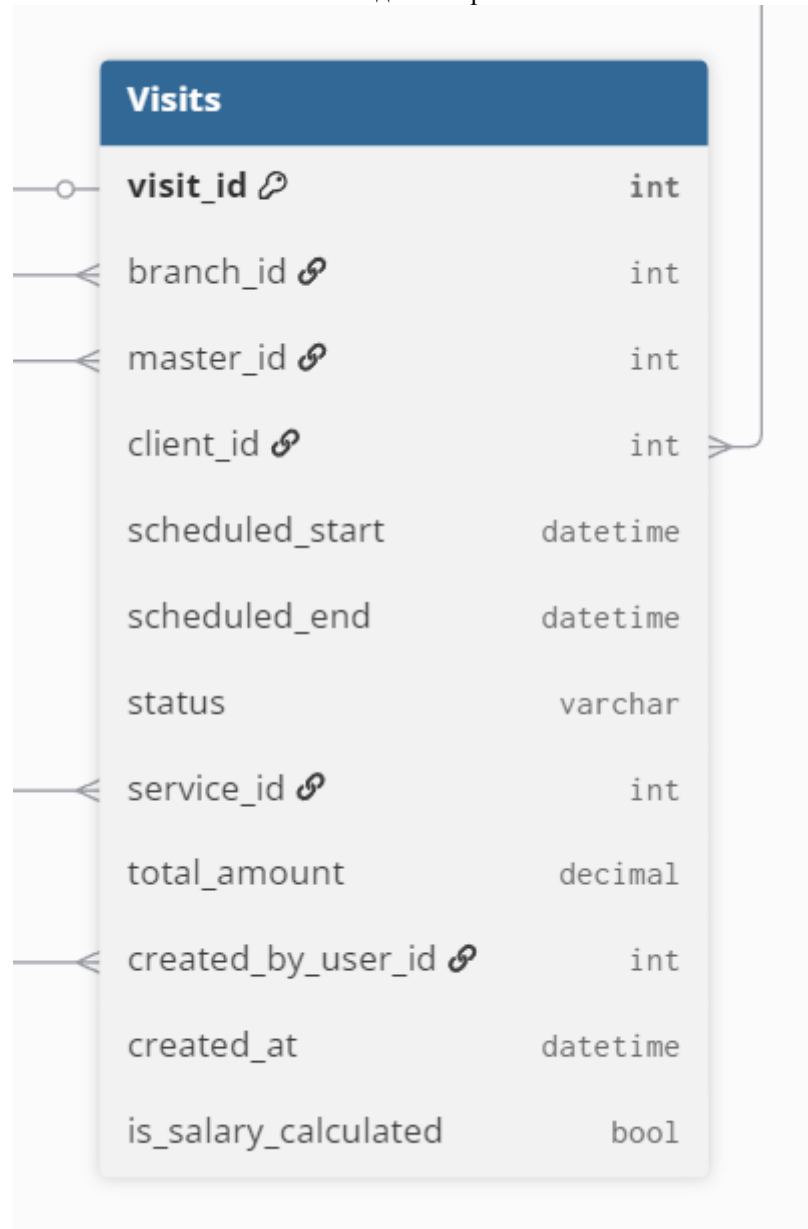 Visits
visit_id int
branch_id int
master_id int
client_id int
scheduled_start datetime
scheduled_end datetime
status varchar
service_id int
total_amount decimal
created_by_user_id int
created_at datetime
is_salary_calculated bool